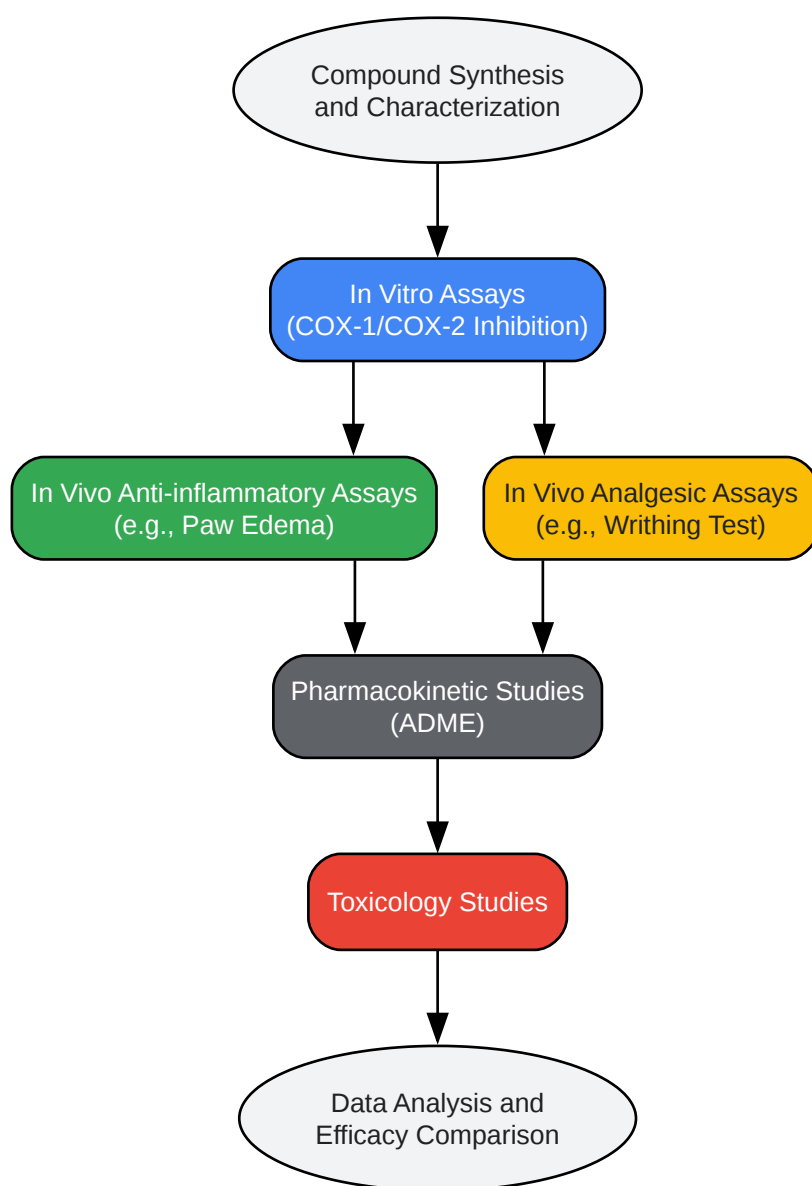 Compound Synthesis
and Characterization
In Vitro Assays
(COX-1/COX-2 Inhibition)
In Vivo Anti-inflammatory Assays
(e.g., Paw Edema)
In Vivo Analgesic Assays
(e.g., Writhing Test)
Pharmacokinetic Studies
(ADME)
Toxicology Studies
Data Analysis and
Efficacy Comparison